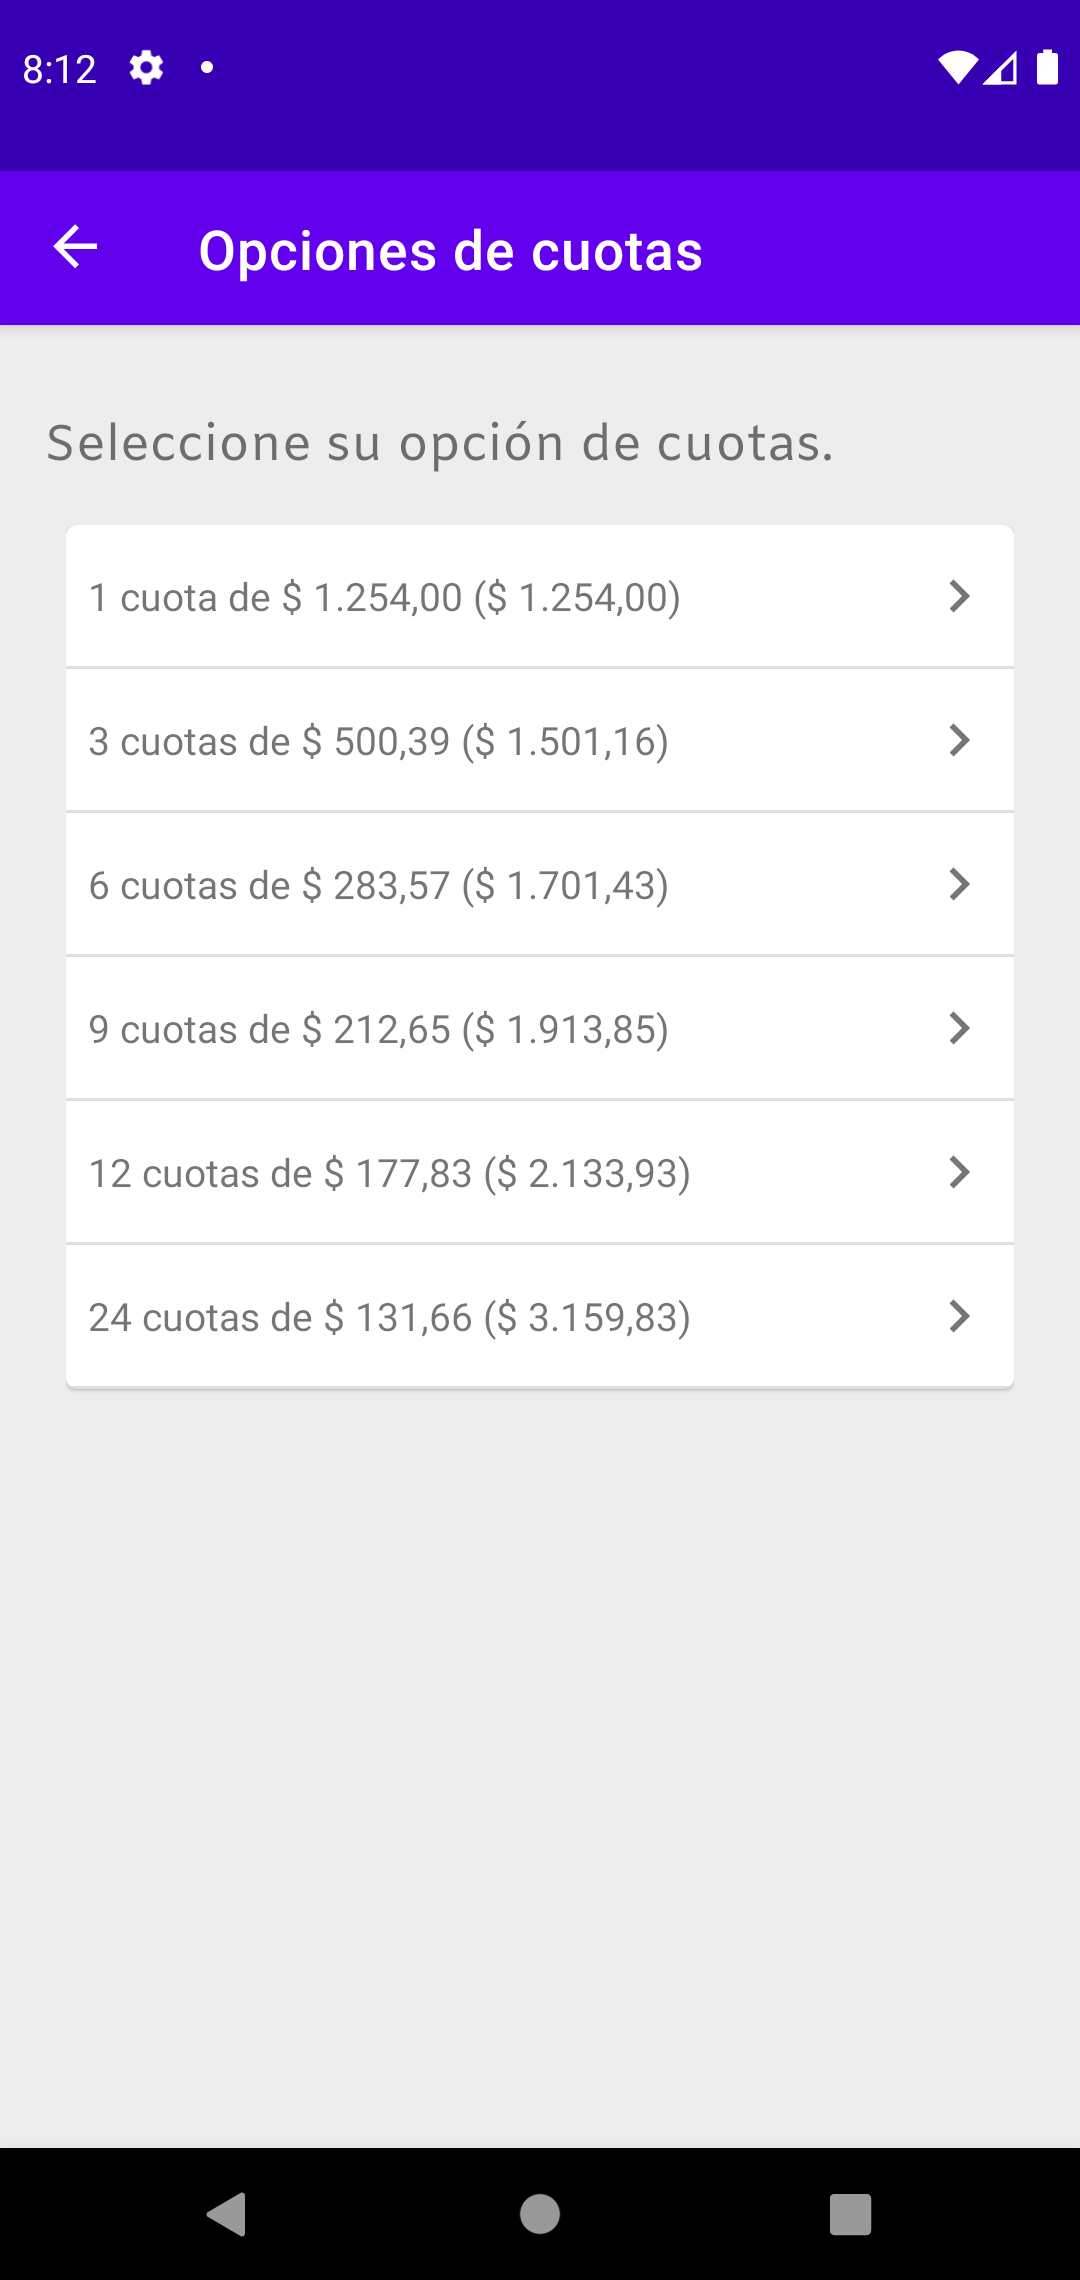 8:12
Opciones de cuotas
Seleccione su opción de cuotas.
1 cuota de $ 1.254,00 ($ 1.254,00)
3 cuotas de $ 500,39 ($ 1.501,16)
6 cuotas de $ 283,57 ($ 1.701,43)
9 cuotas de $ 212,65 ($ 1.913,85)
12 cuotas de $ 177,83 ($ 2.133,93)
24 cuotas de $ 131,66 ($ 3.159,83)